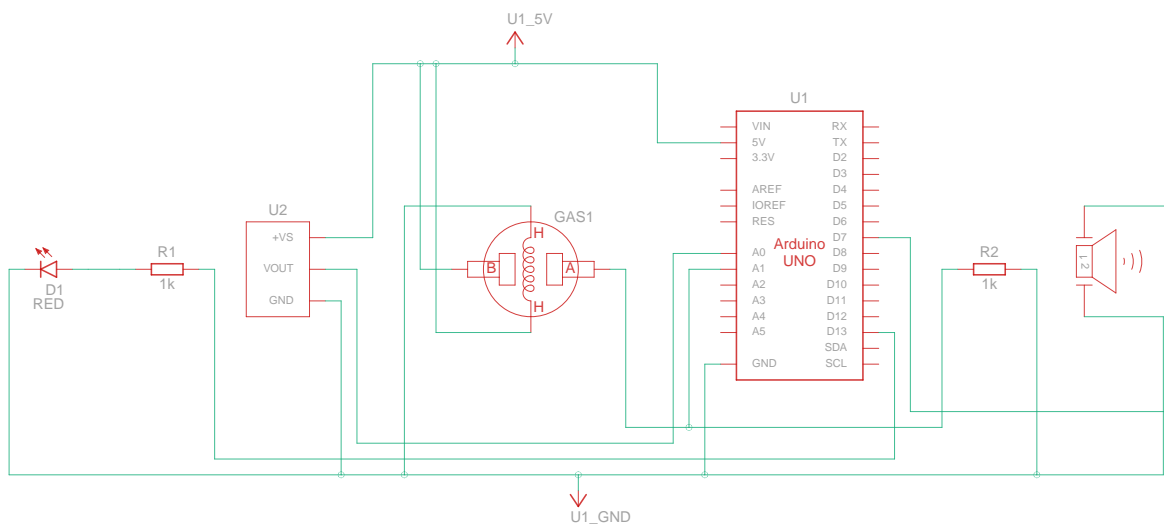 U1_5V
U1
VIN
5V
3.3V
AREF
IOREF
RES
A0
A1
A2
A3
A4
A5
GND
Arduino
UNO
RX
TX
D2
D3
D4
D5
D6
D7
D8
D9
D10
D11
D12
D13
SDA
SCL
U2
+VS
VOUT
GND
GAS1
H
B
A
H
D1
RED
R1
1k
R2
1k
1 2
U1_GND